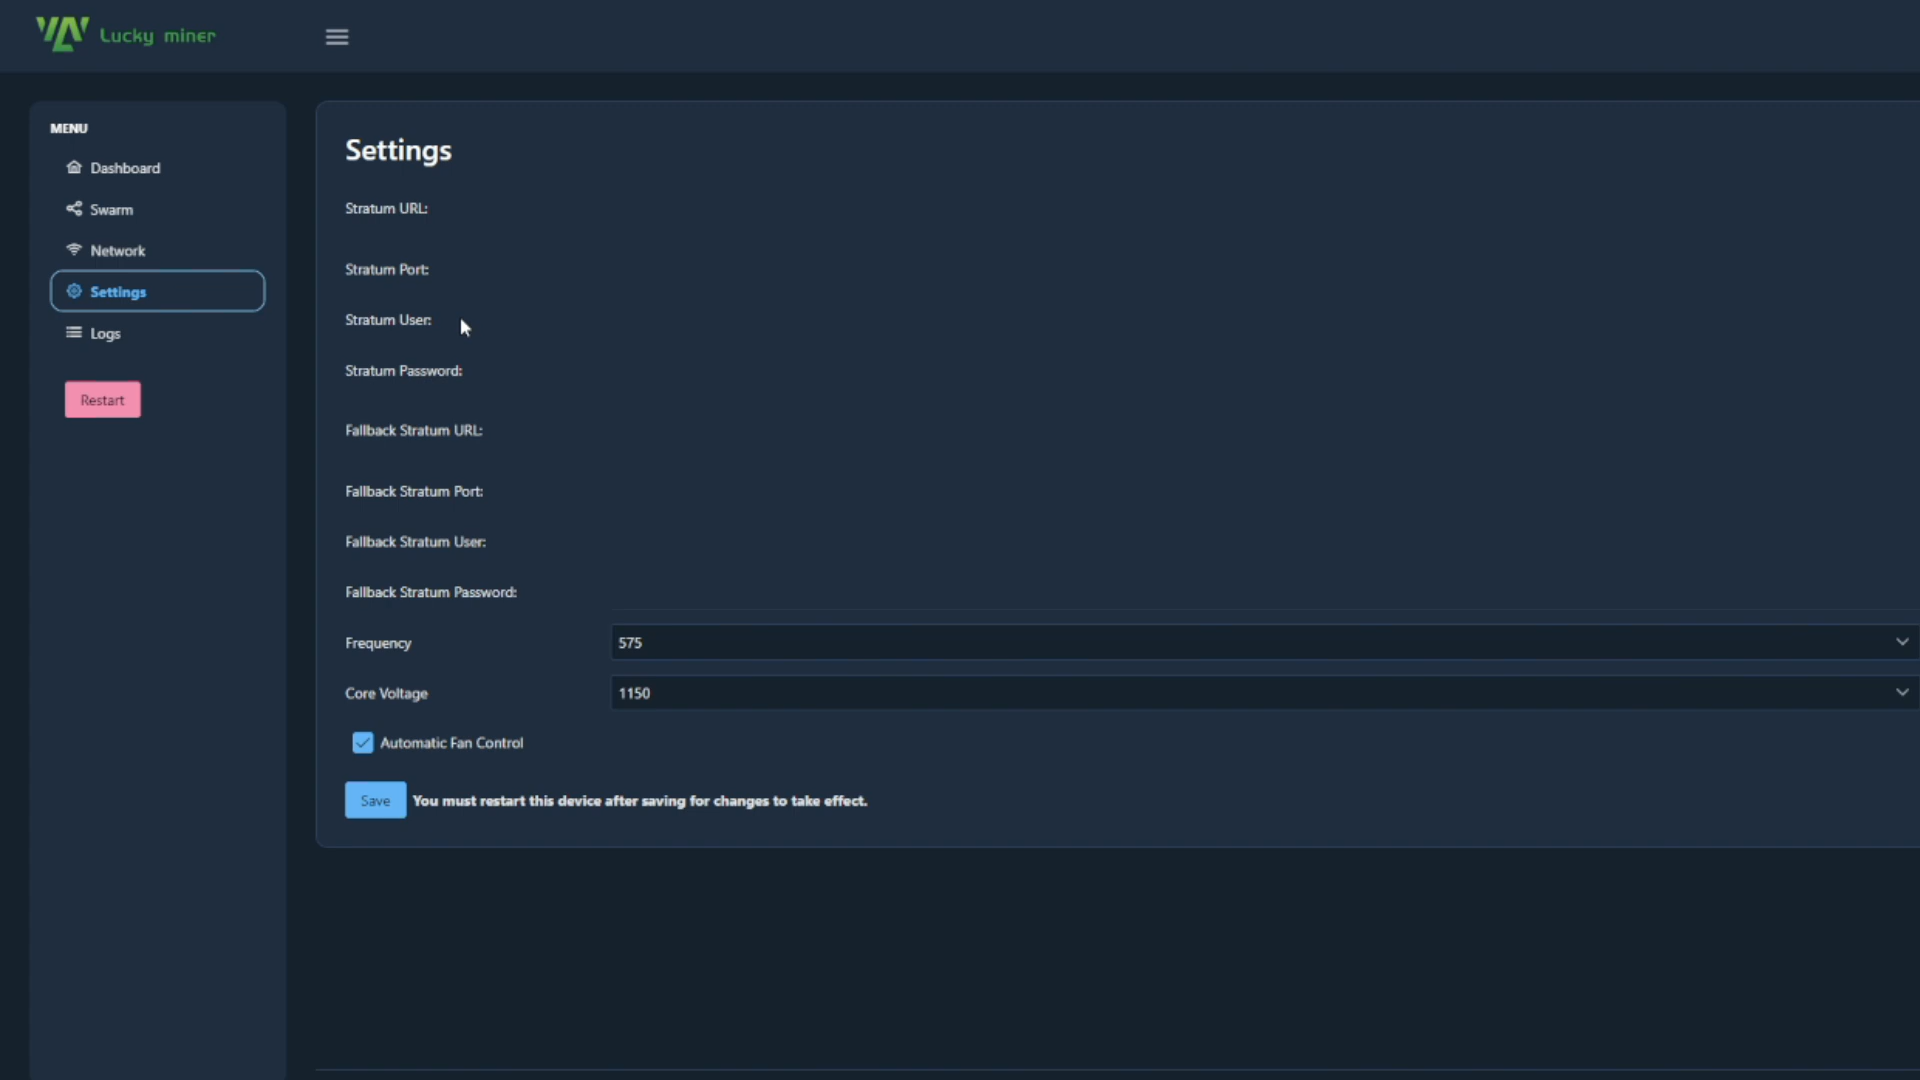 Lucky miner
MENU
Dashboard
Swarm
Network
Settings
Logs
Restart
Settings
Stratum URL:
Stratum Port:
Stratum User:
Stratum Password:
Fallback Stratum URL:
Fallback Stratum Port:
Fallback Stratum User:
Fallback Stratum Password:
Frequency 575
Core Voltage 1150
Automatic Fan Control
Save You must restart this device after saving for changes to take effect.